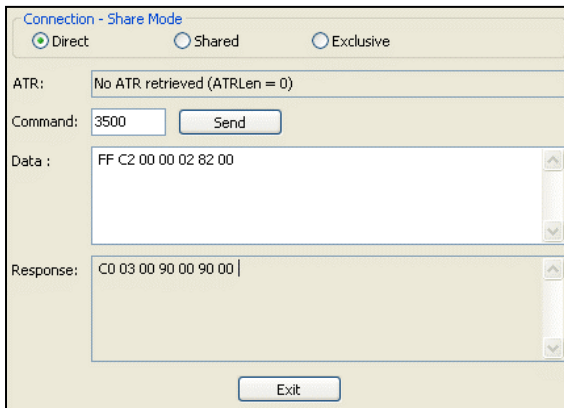 Connection - Share Mode
Direct Shared Exclusive
ATR: No ATR retrieved (ATRLen = 0)
Command: 3500 Send
Data : FF C2 00 00 02 82 00
Response: C0 03 00 90 00 90 00
Exit